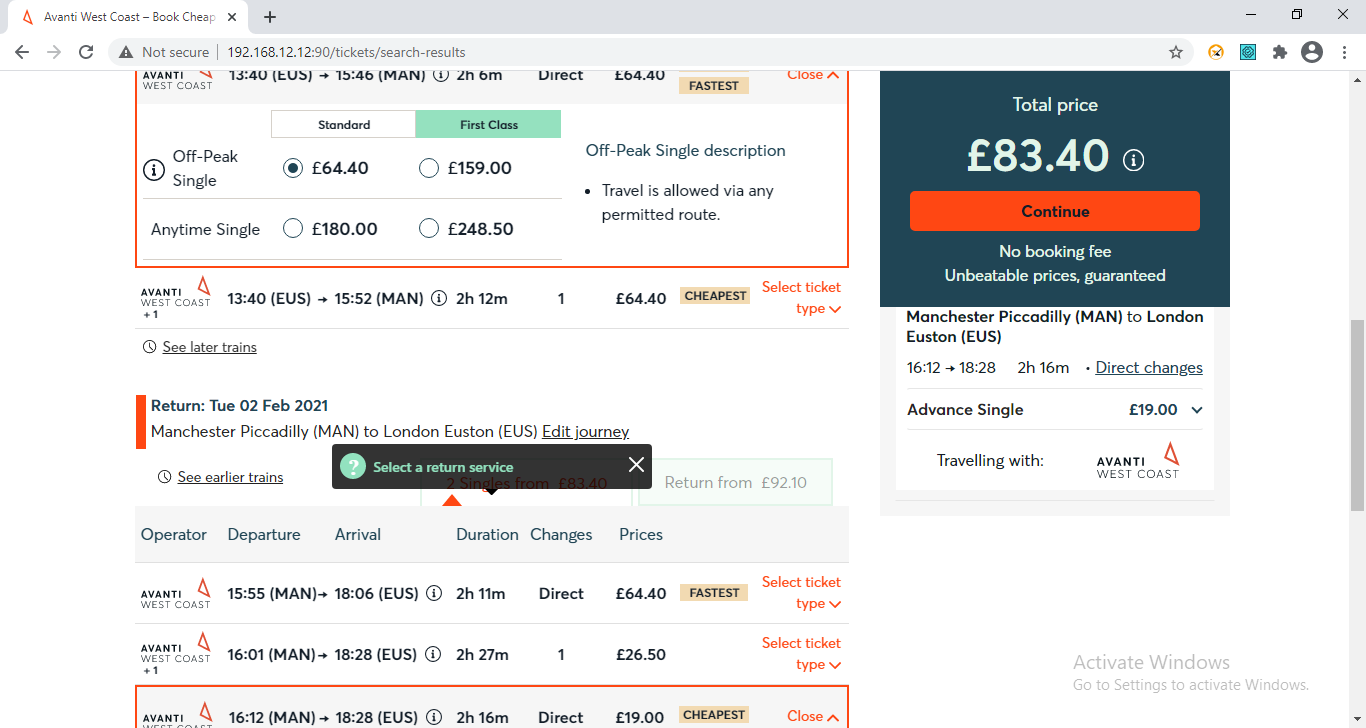 Avanti West Coast – Book Cheap
Not secure
192.168.12.12:90/tickets/search-results
AVANTI WEST COAST 13:40 (EUS) → 15:46 (MAN) 2h 6m Direct £64.40 FASTEST Close
Standard First Class
Off-Peak Single £64.40 £159.00
Anytime Single £180.00 £248.50
Off-Peak Single description
• Travel is allowed via any
permitted route.
AVANTI WEST COAST +1 13:40 (EUS) → 15:52 (MAN) 2h 12m 1 £64.40 CHEAPEST Select ticket type
See later trains
Return: Tue 02 Feb 2021
Manchester Piccadilly (MAN) to London Euston (EUS) Edit journey
? Select a return service
See earlier trains
2 Singles from £83.40 Return from £92.10
Operator Departure Arrival Duration Changes Prices
AVANTI WEST COAST 15:55 (MAN) → 18:06 (EUS) 2h 11m Direct £64.40 FASTEST Select ticket type
AVANTI WEST COAST +1 16:01 (MAN) → 18:28 (EUS) 2h 27m 1 £26.50 Select ticket type
AVANTI WEST COAST 16:12 (MAN) → 18:28 (EUS) 2h 16m Direct £19.00 CHEAPEST Close
Total price
£83.40
Continue
No booking fee
Unbeatable prices, guaranteed
Manchester Piccadilly (MAN) to London
Euston (EUS)
16:12 → 18:28 2h 16m • Direct changes
Advance Single £19.00
Travelling with: AVANTI WEST COAST
Activate Windows
Go to Settings to activate Windows.